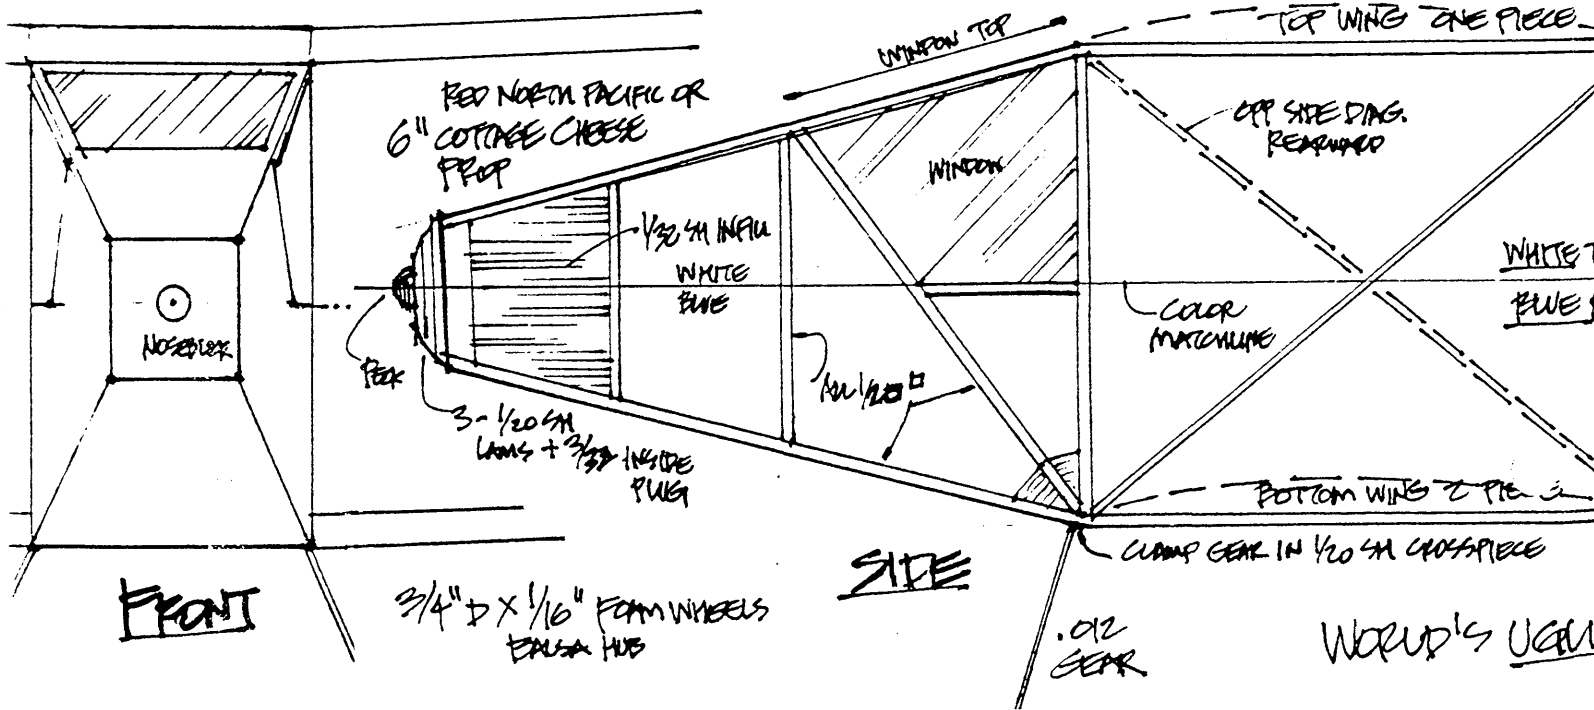 TOP WING ONE PIECE
WINDOW TOP
RED NORTH PACIFIC OR
6" COTTAGE CHEESE
PROP
OPP SIDE DIAG.
REARWARD
WINDOW
1/32 SH INFILL
WHITE
BLUE
WHITE T
BLUE
COLOR
MATCHLINE
NOSEBLOCK
PECK
ALL 1/20 □
3 - 1/20 SH
LAMS + 3/32 INSIDE
PLUG
BOTTOM WING 2 PIECE
CLAMP GEAR IN 1/20 SH CROSSPIECE
SIDE
FRONT
3/4" D X 1/16" FOAM WHEELS
BALSA HUB
.012
GEAR
WORLD'S UGLI